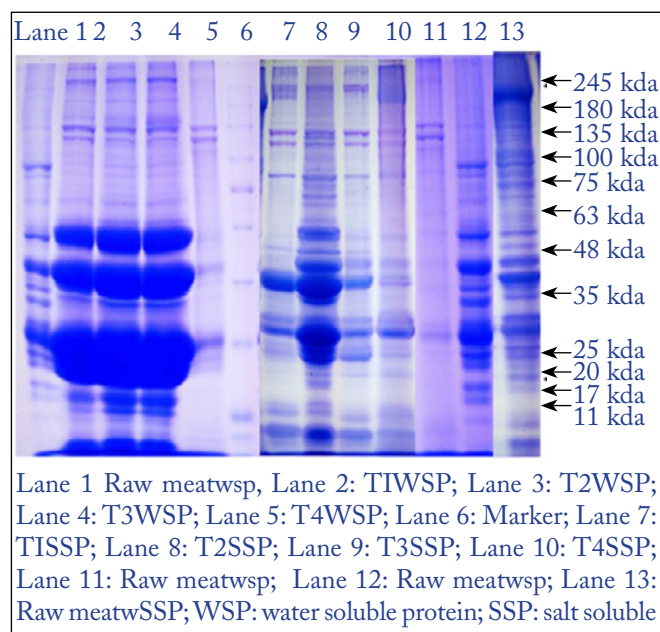 Lane 1 2 3 4 5 6 7 8 9 10 11 12 13
245 kda
180 kda
135 kda
100 kda
75 kda
63 kda
48 kda
35 kda
25 kda
20 kda
17 kda
11 kda
Lane 1 Raw meatwsp, Lane 2: TIWSP; Lane 3: T2WSP;
Lane 4: T3WSP; Lane 5: T4WSP; Lane 6: Marker; Lane 7:
TISSP; Lane 8: T2SSP; Lane 9: T3SSP; Lane 10: T4SSP;
Lane 11: Raw meatwsp; Lane 12: Raw meatwsp; Lane 13:
Raw meatwSSP; WSP: water soluble protein; SSP: salt soluble